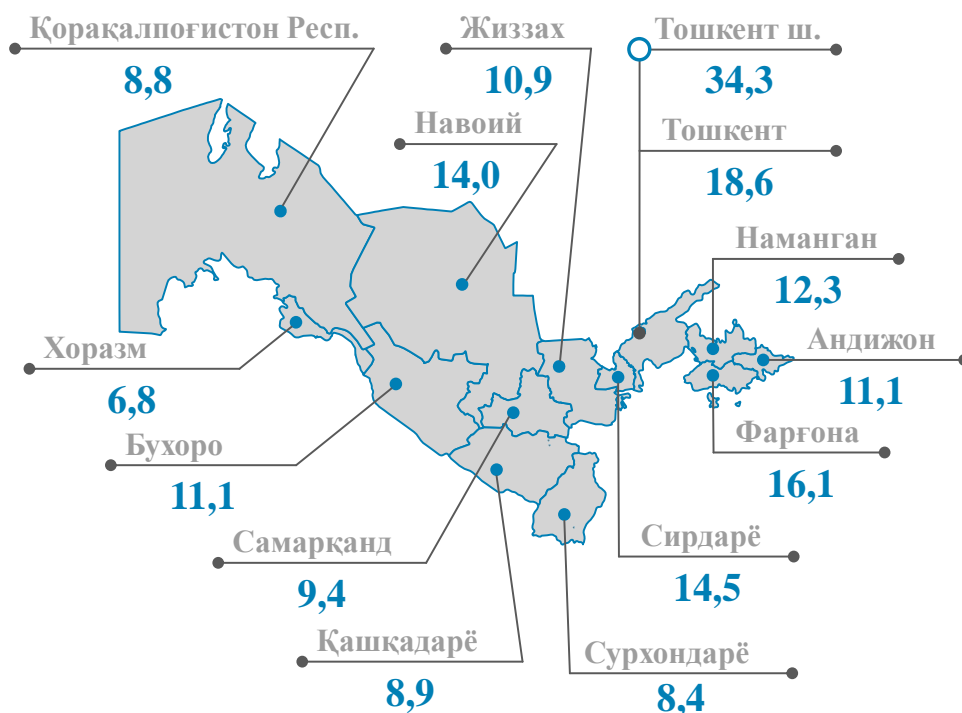 Қорақалпоғистон Респ.
8,8
Жиззах
10,9
Тошкент ш.
34,3
Навоий
14,0
Тошкент
18,6
Наманган
12,3
Хоразм
6,8
Андижон
11,1
Бухоро
11,1
Фарғона
16,1
Самарқанд
9,4
Сирдарё
14,5
Қашқадарё
8,9
Сурхондарё
8,4